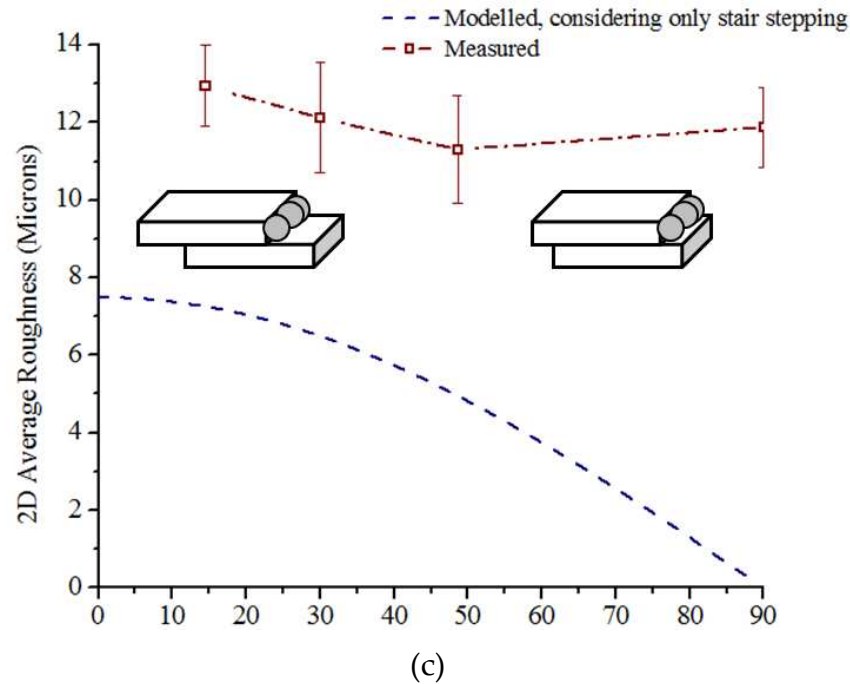 Modelled, considering only stair stepping
Measured
14
12
10
8
6
4
2
0
2D Average Roughness (Microns)
0 10 20 30 40 50 60 70 80 90
(c)